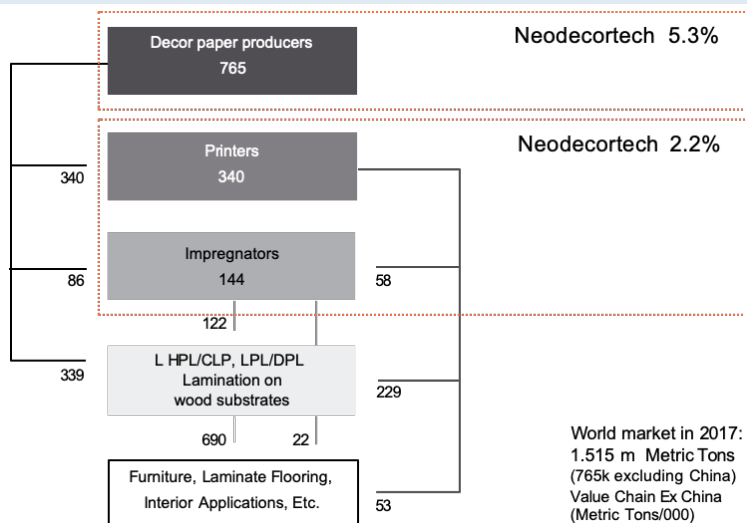 Decor paper producers
765
Neodecortech 5.3%
Printers
340
Neodecortech 2.2%
340
Impregnators
144
86
58
122
L HPL/CLP, LPL/DPL
Lamination on
wood substrates
339
229
690
22
Furniture, Laminate Flooring,
Interior Applications, Etc.
53
World market in 2017:
1.515 m Metric Tons
(765k excluding China)
Value Chain Ex China
(Metric Tons/000)